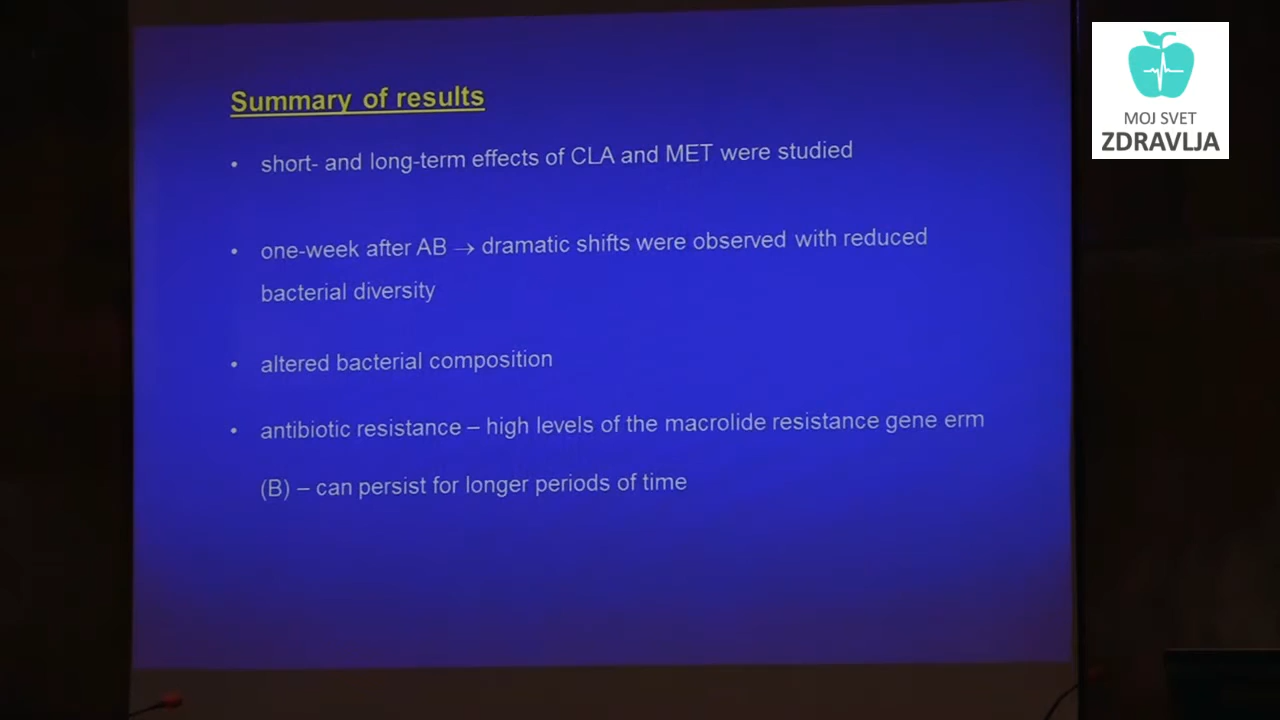 Summary of results
• short- and long-term effects of CLA and MET were studied
• one-week after AB → dramatic shifts were observed with reduced
bacterial diversity
• altered bacterial composition
• antibiotic resistance – high levels of the macrolide resistance gene erm
(B) – can persist for longer periods of time
MOJ SVET
ZDRAVLJA